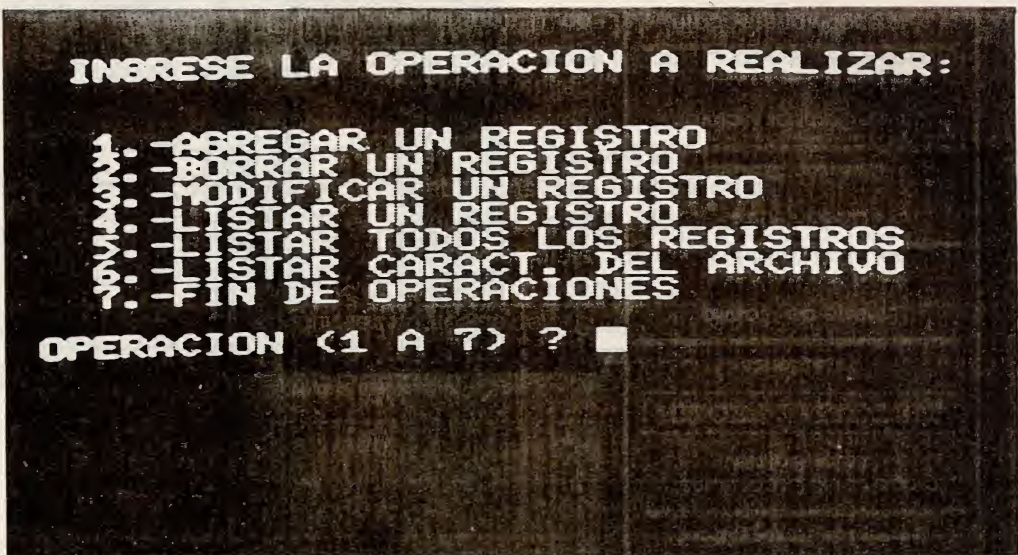 INGRESE LA OPERACION A REALIZAR:
1.-AGREGAR UN REGISTRO
2.-BORRAR UN REGISTRO
3.-MODIFICAR UN REGISTRO
4.-LISTAR UN REGISTRO
5.-LISTAR TODOS LOS REGISTROS
6.-LISTAR CARACT. DEL ARCHIVO
7.-FIN DE OPERACIONES
OPERACION (1 A 7) ?